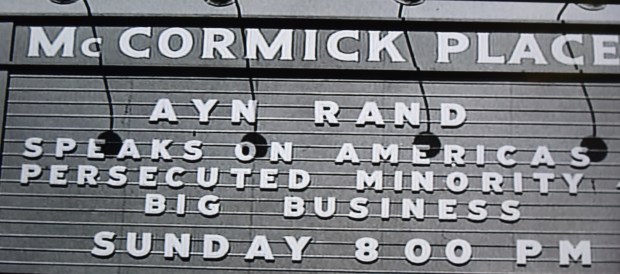 McCORMICK PLACE
AYN RAND
SPEAKS ON AMERICAS
PERSECUTED MINORITY
BIG BUSINESS
SUNDAY 8 00 PM